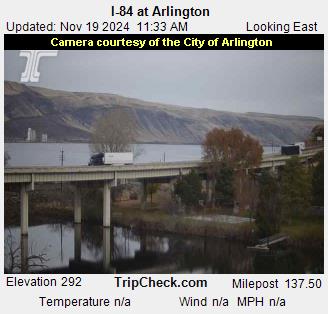 I-84 at Arlington
Updated: Nov 19 2024 11:33 AM Looking East
Camera courtesy of the City of Arlington
Elevation 292 TripCheck.com Milepost 137.50
Temperature n/a Wind n/a MPH n/a